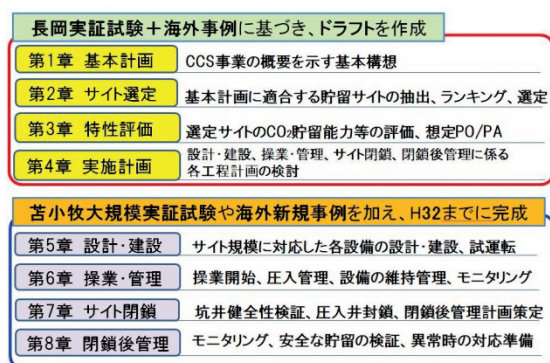 長岡実証試験+海外事例に基づき、ドラフトを作成
第1章 基本計画 CCS事業の概要を示す基本構想
第2章 サイト選定 基本計画に適合する貯留サイトの抽出、ランキング、選定
第3章 特性評価 選定サイトのCO₂貯留能力等の評価、想定PO/PA
第4章 実施計画 設計・建設、操業・管理、サイト閉鎖、閉鎖後管理に係る
各工程計画の検討
苫小牧大規模実証試験や海外新規事例を加え、H32までに完成
第5章 設計・建設 サイト規模に対応した各設備の設計・建設、試運転
第6章 操業・管理 操業開始、圧入管理、設備の維持管理、モニタリング
第7章 サイト閉鎖 坑井健全性検証、圧入井封鎖、閉鎖後管理計画策定
第8章 閉鎖後管理 モニタリング、安全な貯留の検証、異常時の対応準備